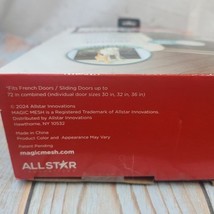 *Fits French Doors / Sliding Doors up to
72 in combined (individual door sizes 30 in, 32 in, 36 in)
© 2024 Allstar Innovations
MAGIC MESH is a Registered Trademark of Allstar Innovations
Distributed by Allstar Innovations
Hawthorne, NY 10532
Made in China
Product Color and Appearance May Vary
Patent Pending
magicmesh.com
ALLSTAR